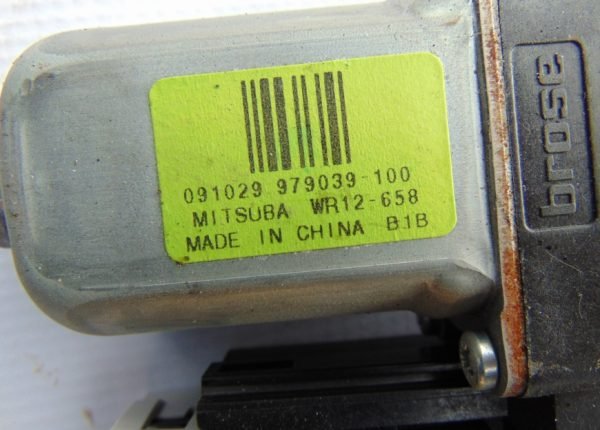 091029 979039-100
MITSUBA WR12-658
MADE IN CHINA B1B
brose